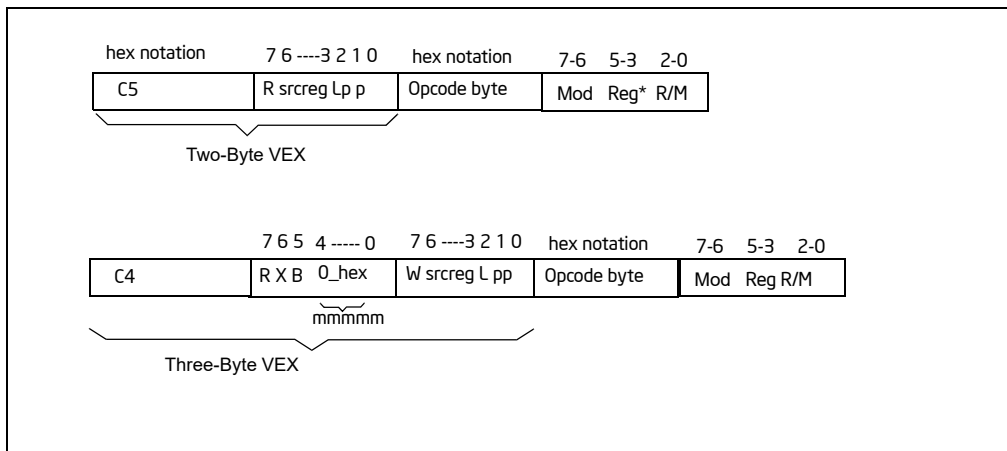 hex notation 7 6 ----3 2 1 0 hex notation 7-6 5-3 2-0
C5 R srcreg Lp p Opcode byte Mod Reg* R/M
Two-Byte VEX
7 6 5 4 ----- 0 7 6 ----3 2 1 0 hex notation 7-6 5-3 2-0
C4 R X B 0_hex W srcreg L pp Opcode byte Mod Reg R/M
mmmmm
Three-Byte VEX